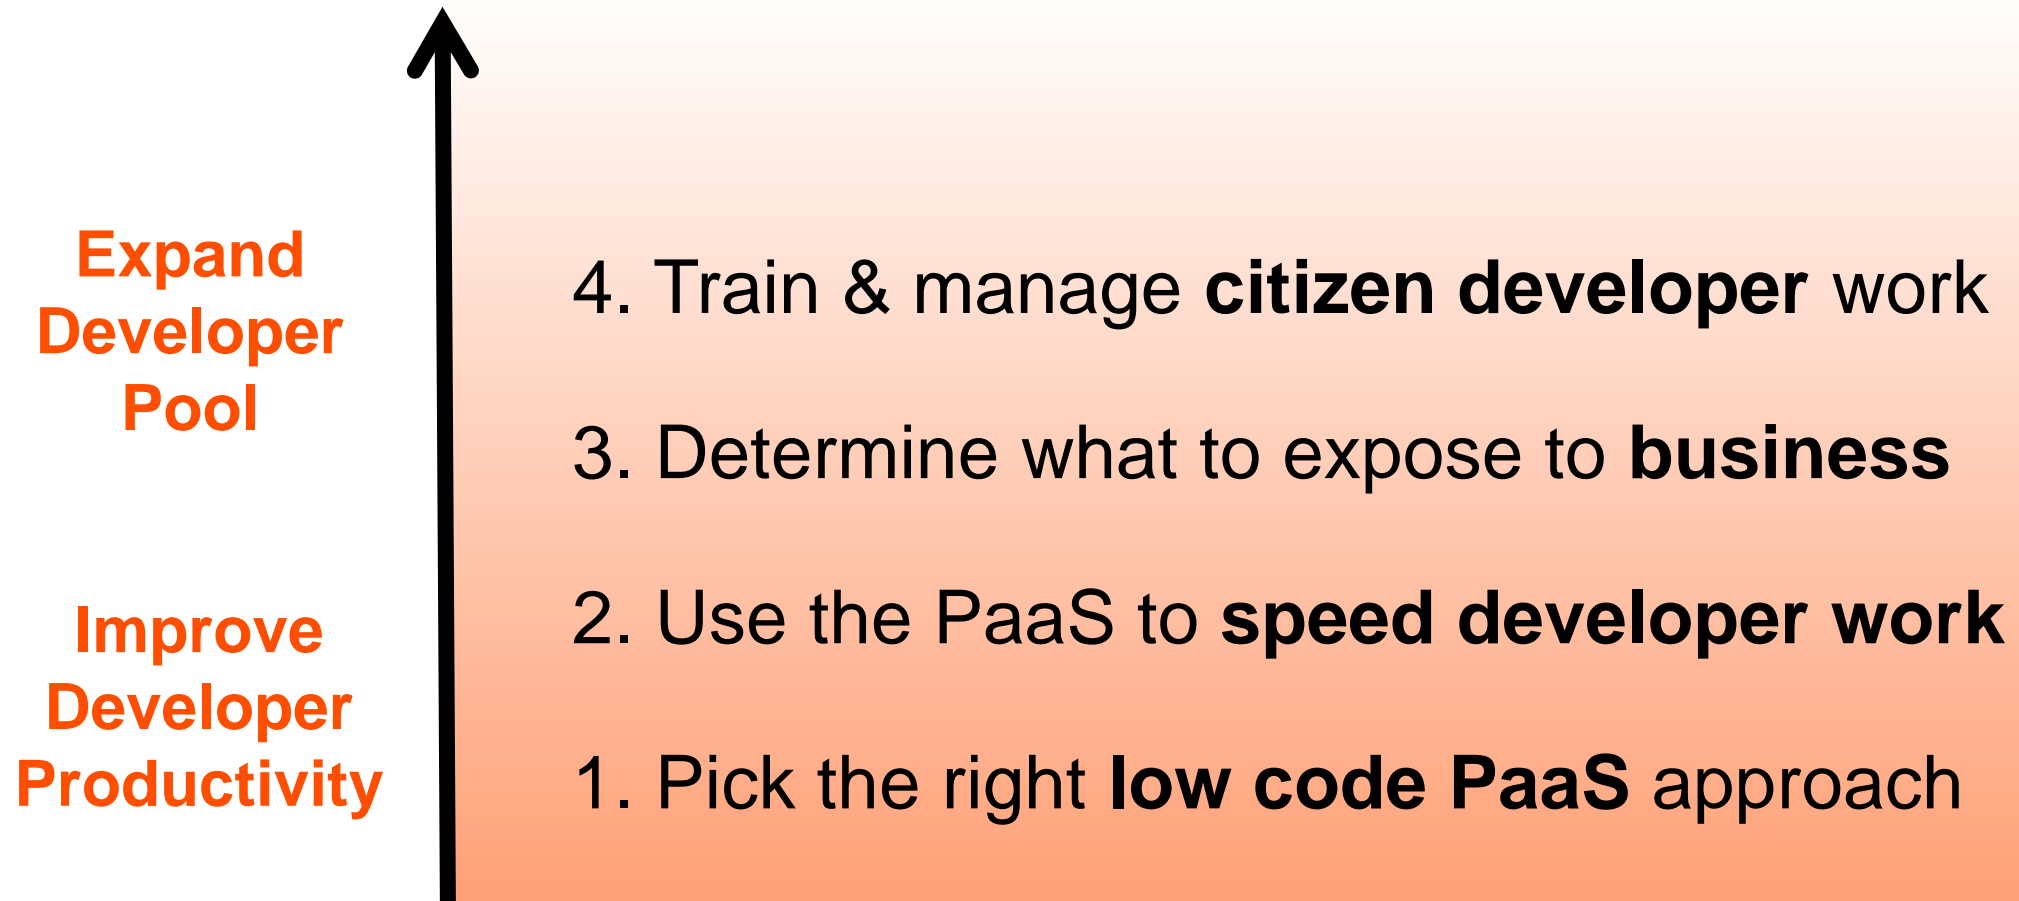 Expand
Developer
Pool
4. Train & manage citizen developer work
3. Determine what to expose to business
Improve
Developer
Productivity
2. Use the PaaS to speed developer work
1. Pick the right low code PaaS approach